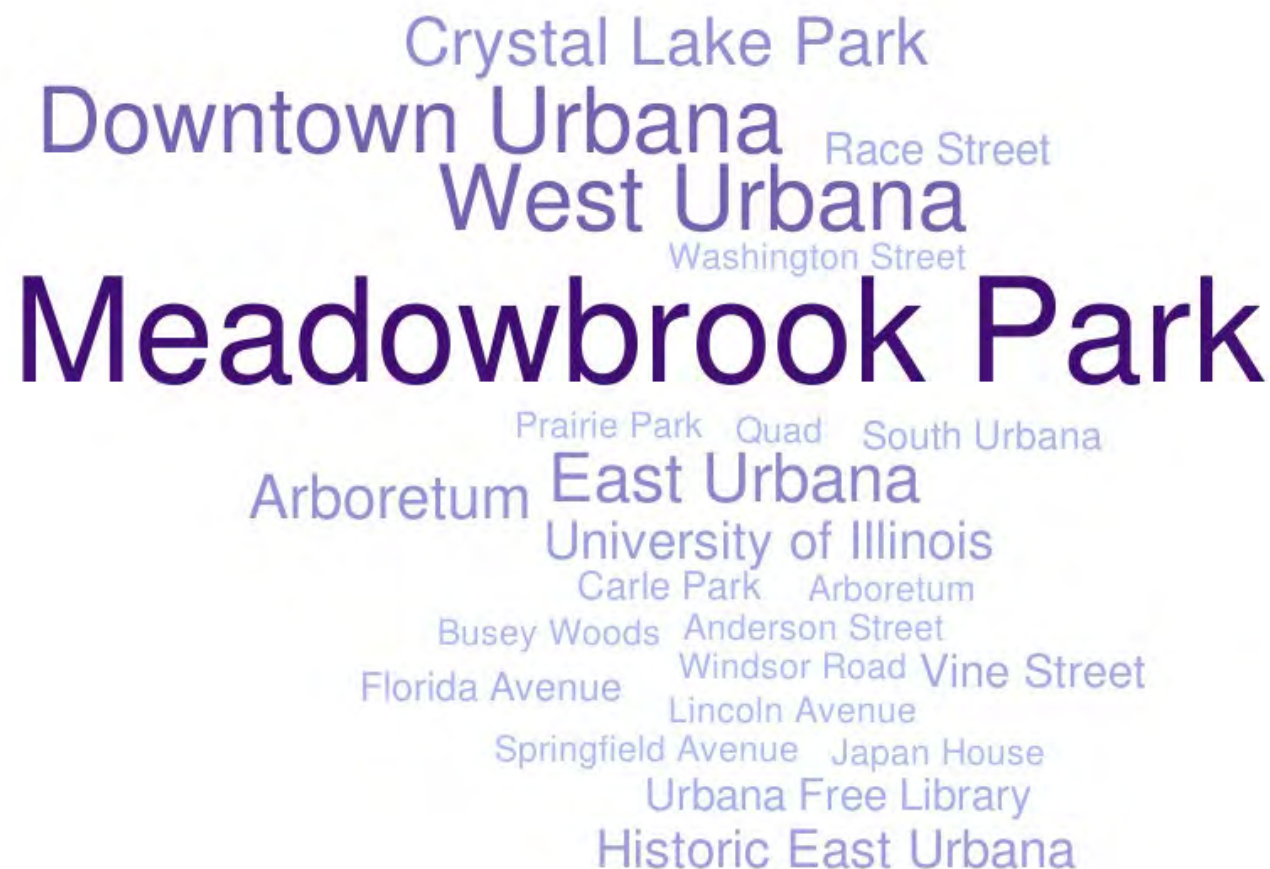 Crystal Lake Park
Downtown Urbana
Race Street
West Urbana
Washington Street
Meadowbrook Park
Prairie Park
Quad
South Urbana
East Urbana
Arboretum
University of Illinois
Carle Park
Arboretum
Busey Woods
Anderson Street
Windsor Road
Vine Street
Florida Avenue
Lincoln Avenue
Springfield Avenue
Japan House
Urbana Free Library
Historic East Urbana